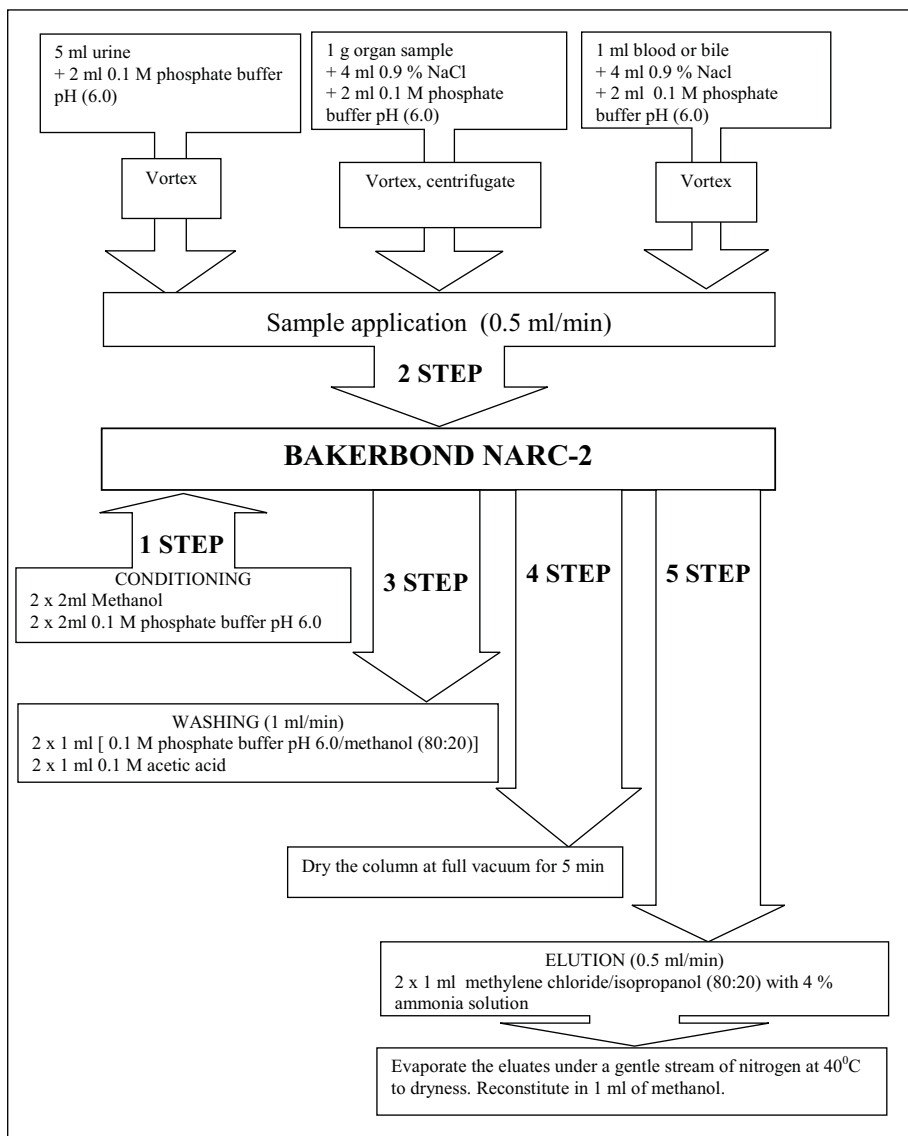 5 ml urine
+ 2 ml 0.1 M phosphate buffer
pH (6.0)
1 g organ sample
+ 4 ml 0.9 % NaCl
+ 2 ml 0.1 M phosphate
buffer pH (6.0)
1 ml blood or bile
+ 4 ml 0.9 % Nacl
+ 2 ml  0.1 M phosphate
buffer pH (6.0)
Vortex
Vortex, centrifugate
Vortex
Sample application  (0.5 ml/min)
2 STEP
BAKERBOND NARC-2
1 STEP
CONDITIONING
2 x 2ml Methanol
2 x 2ml 0.1 M phosphate buffer pH 6.0
3 STEP
4 STEP
5 STEP
WASHING (1 ml/min)
2 x 1 ml [ 0.1 M phosphate buffer pH 6.0/methanol (80:20)]
2 x 1 ml 0.1 M acetic acid
Dry the column at full vacuum for 5 min
ELUTION (0.5 ml/min)
2 x 1 ml  methylene chloride/isopropanol (80:20) with 4 %
ammonia solution
Evaporate the eluates under a gentle stream of nitrogen at 40⁰C
to dryness. Reconstitute in 1 ml of methanol.